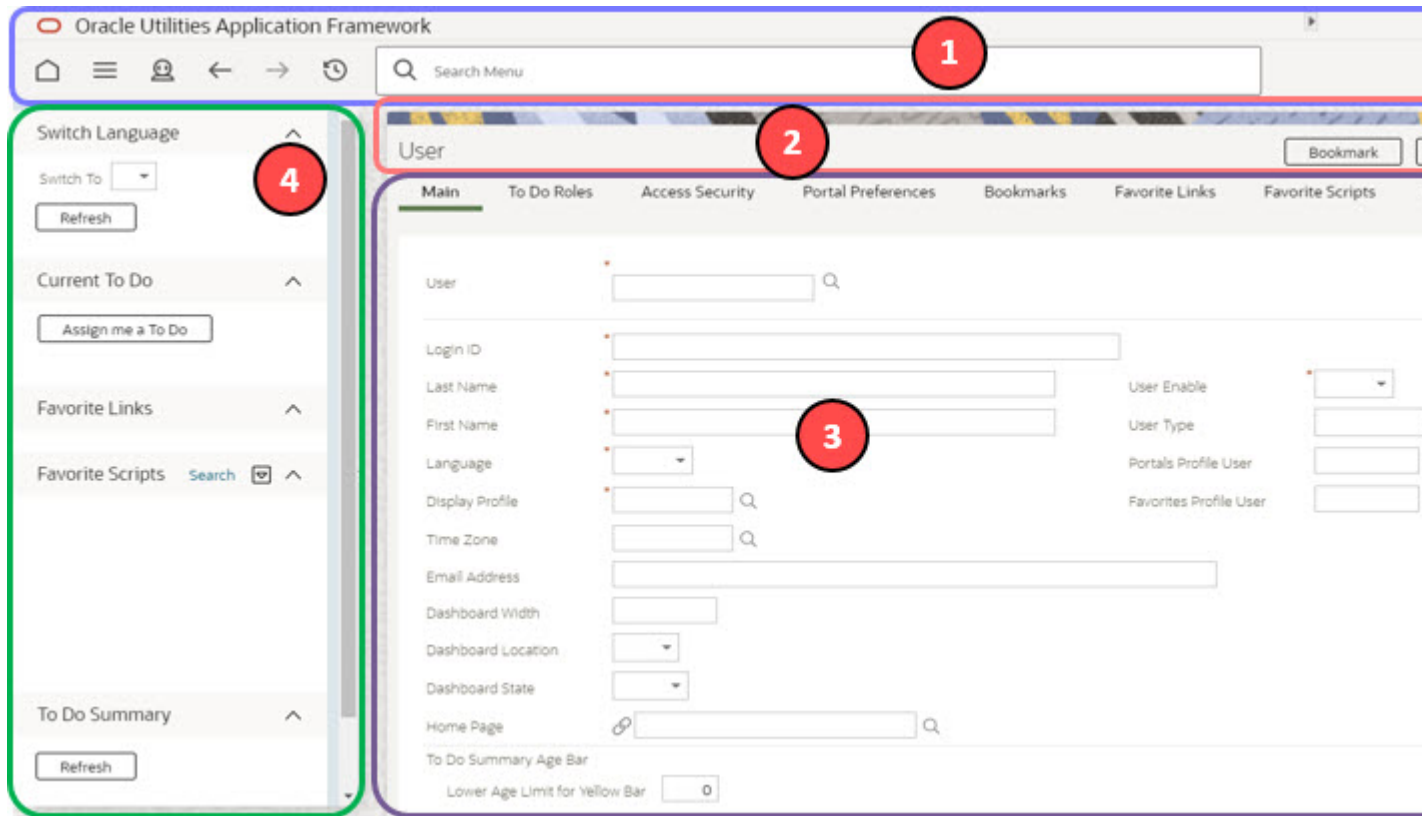 Oracle Utilities Application Framework
Search Menu
1
2
User
Bookmark
Switch Language
4
Switch To
Refresh
Current To Do
Assign me a To Do
Favorite Links
Favorite Scripts Search
To Do Summary
Refresh
Main To Do Roles Access Security Portal Preferences Bookmarks Favorite Links Favorite Scripts
User
Login ID
Last Name User Enable
First Name User Type
3
Language Portals Profile User
Display Profile Favorites Profile User
Time Zone
Email Address
Dashboard Width
Dashboard Location
Dashboard State
Home Page
To Do Summary Age Bar
Lower Age Limit for Yellow Bar 0